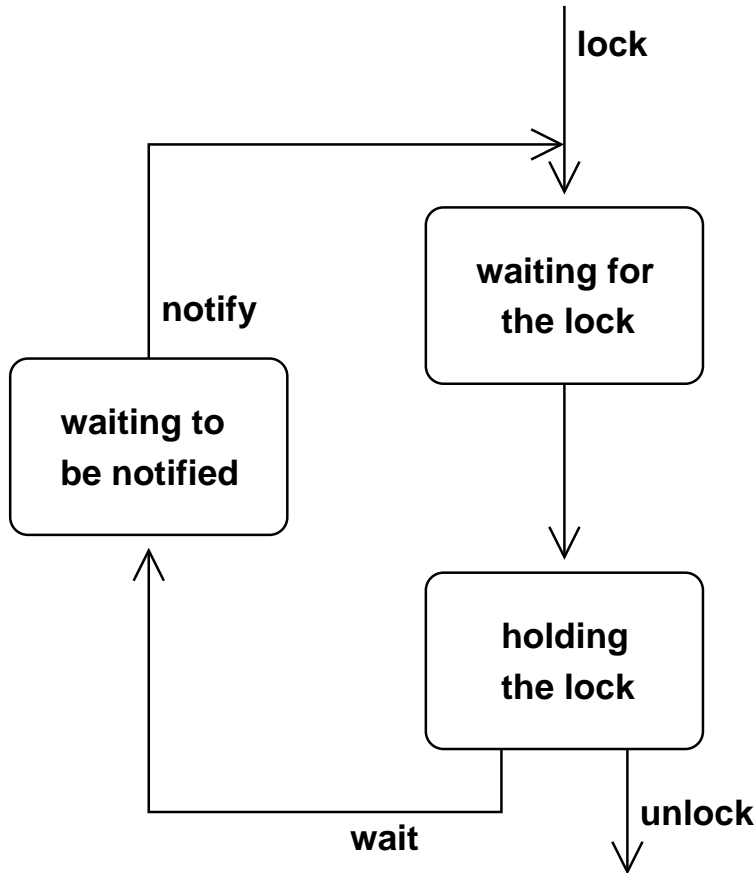 lock
waiting for
the lock
notify
waiting to
be notified
holding
the lock
unlock
wait